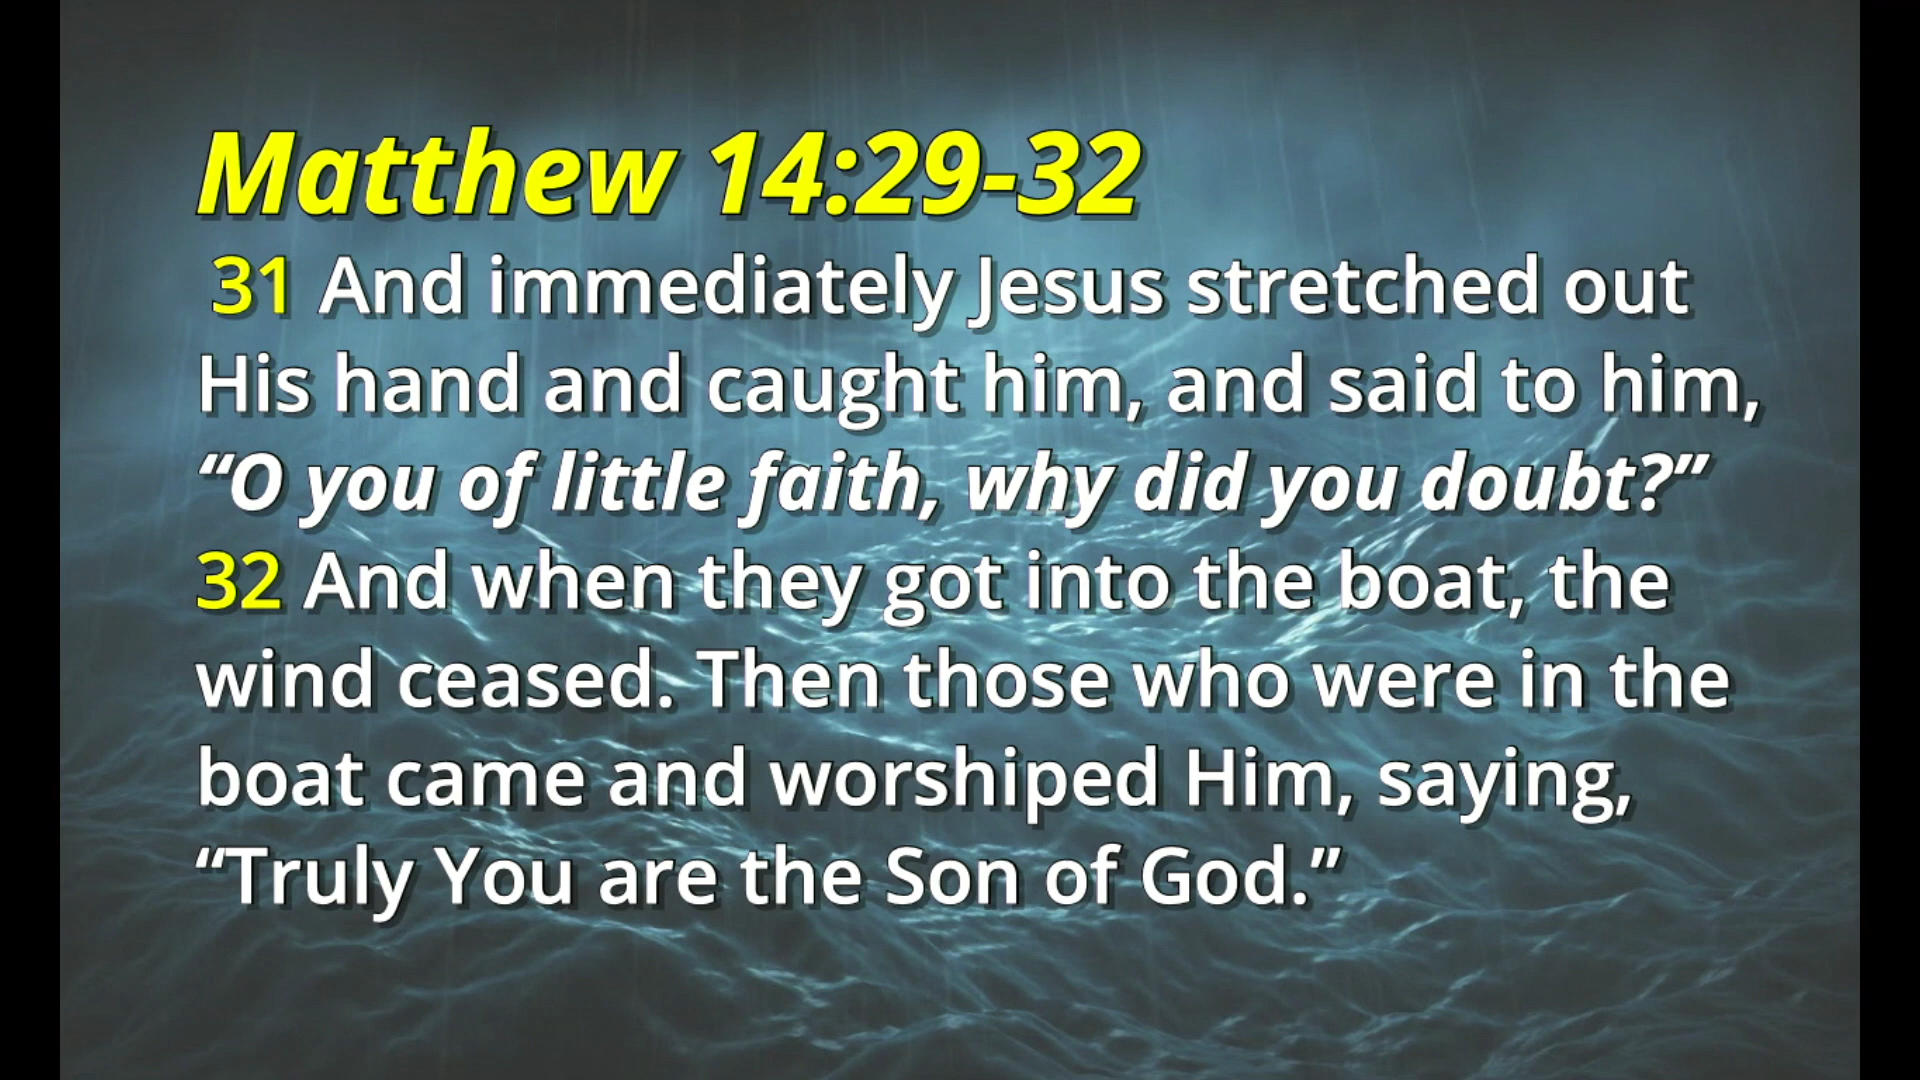 Matthew 14:29-32
31 And immediately Jesus stretched out
His hand and caught him, and said to him,
“O you of little faith, why did you doubt?”
32 And when they got into the boat, the
wind ceased. Then those who were in the
boat came and worshiped Him, saying,
“Truly You are the Son of God.”